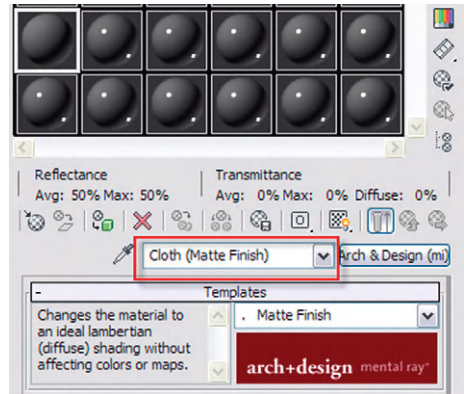 Reflectance
Avg: 50% Max: 50%
Transmittance
Avg: 0% Max: 0% Diffuse: 0%
Cloth (Matte Finish)
Arch & Design (mi)
- Templates
Changes the material to
an ideal lambertian
(diffuse) shading without
affecting colors or maps.
. Matte Finish
arch+design mental ray